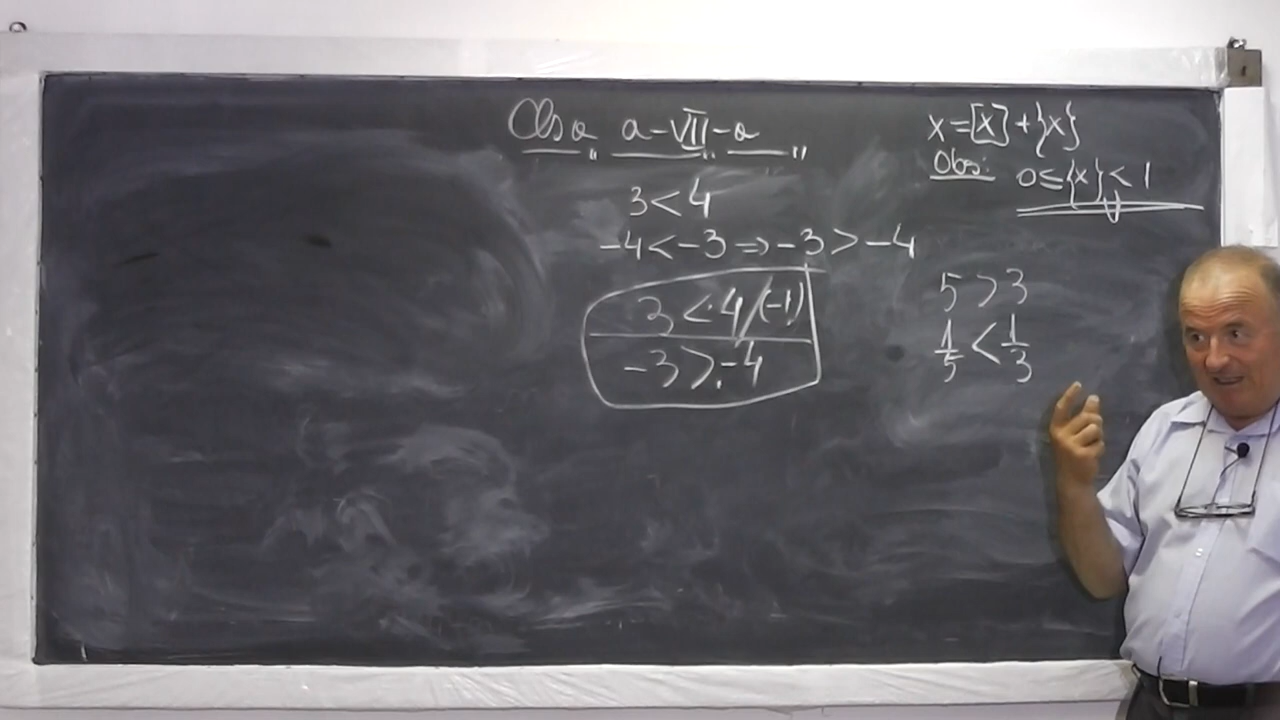 Clsa a-VII-a
3<4
-4<-3⇒-3>-4
3<4/(-1)
-3>-4
x=[x]+{x}
Obs: 0≤{x}<1
5>3
1/5<1/3